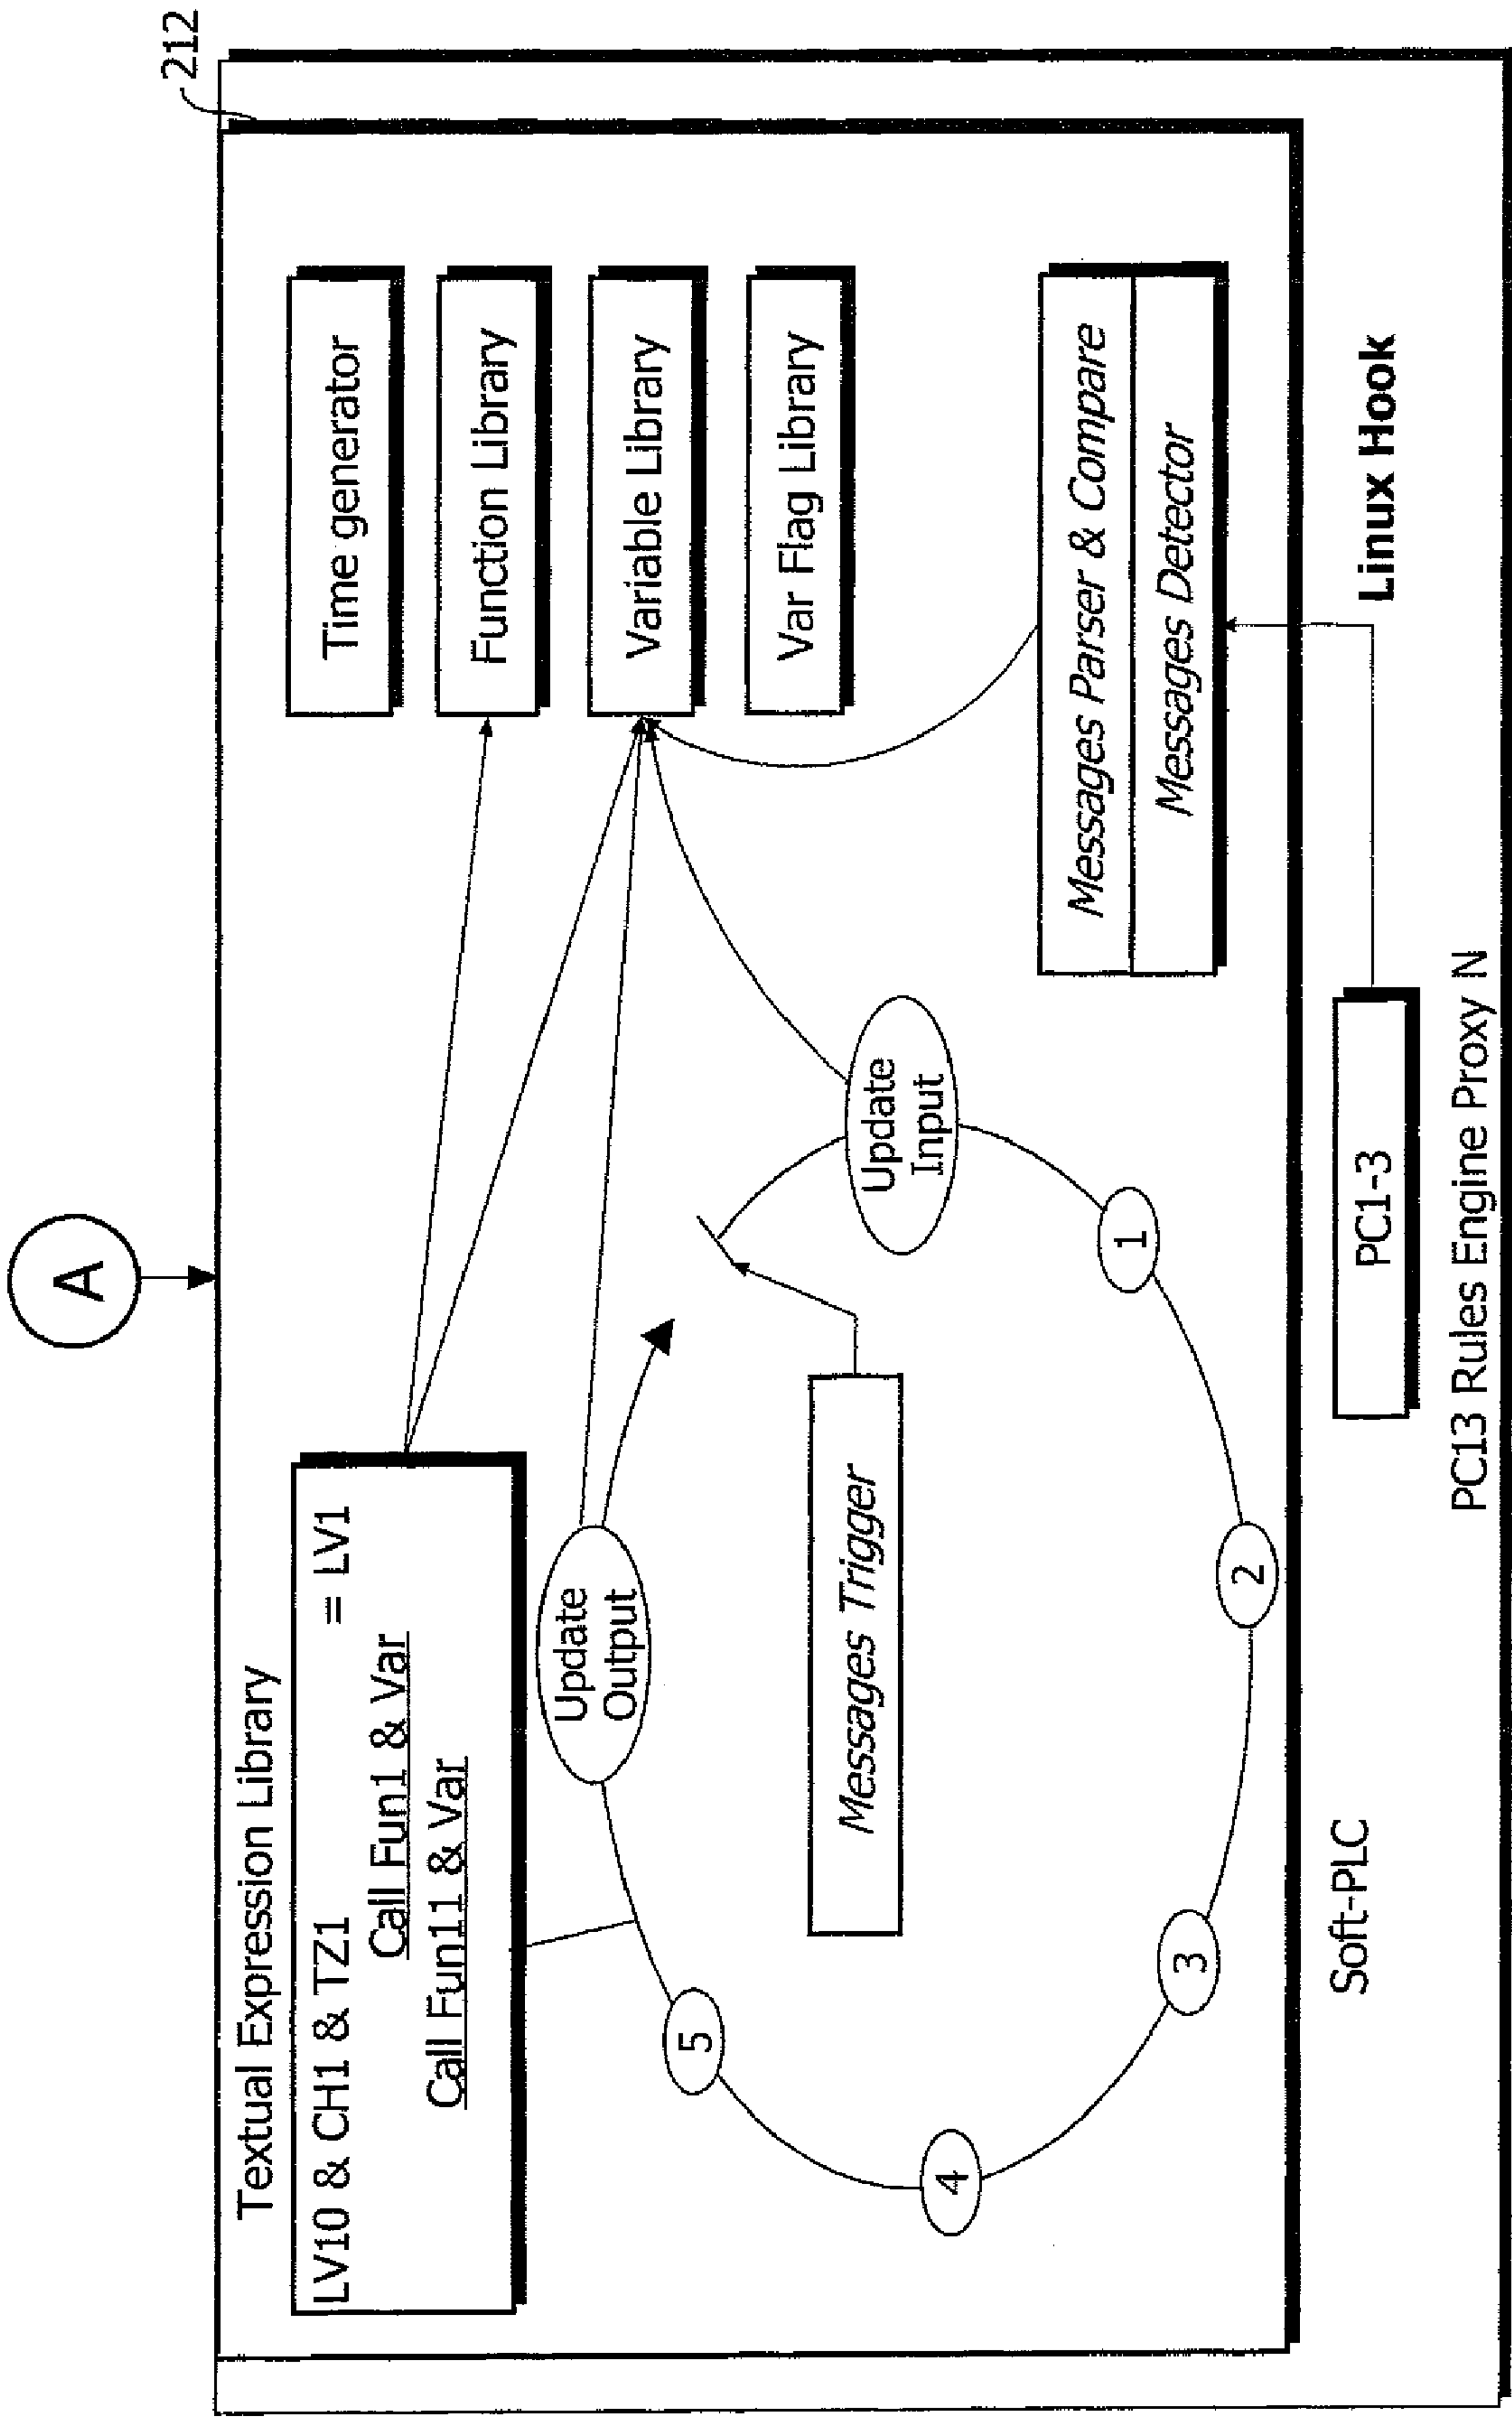 A
212
Textual Expression Library
LV10 & CH1 & TZ1 = LV1
Call Fun1 & Var
Call Fun11 & Var
Time generator
Function Library
Variable Library
Var Flag Library
Update
Output
Update
Input
Messages Trigger
1
2
3
4
5
Messages Parser & Compare
Messages Detector
Soft-PLC
Linux Hook
PC1-3
PC13 Rules Engine Proxy N